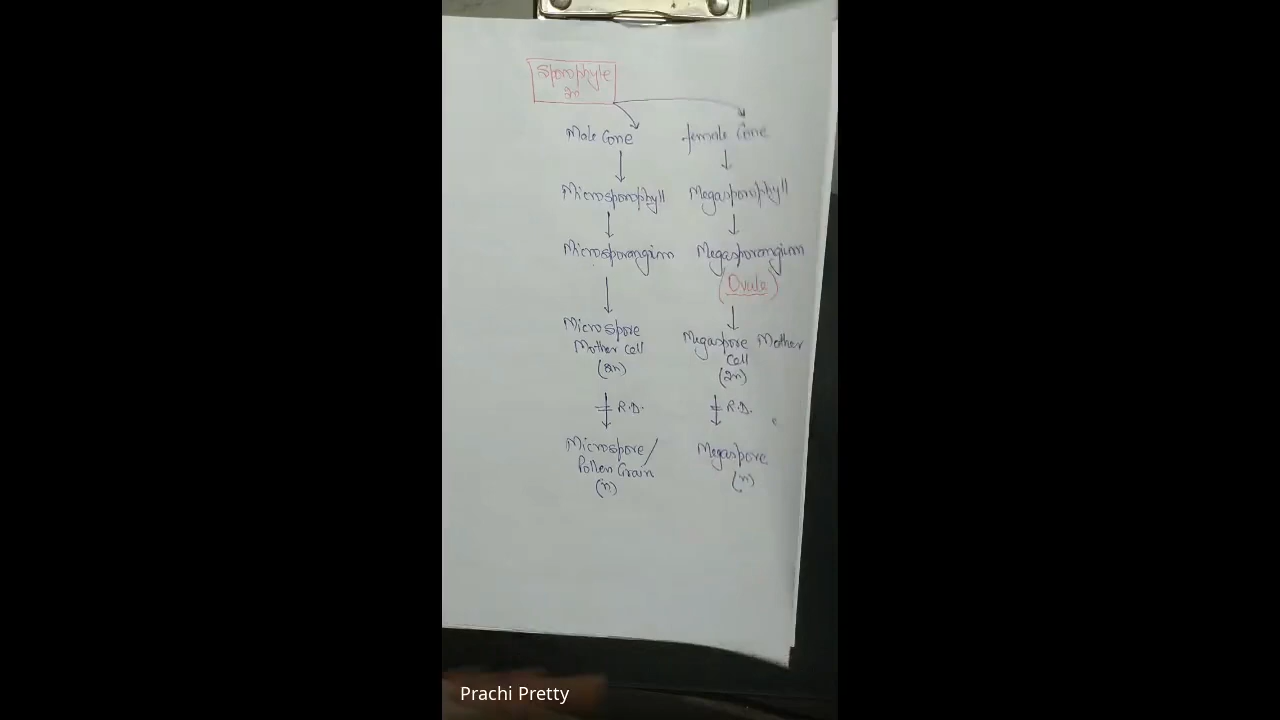 Sporophyte
2n
Male Cone
female Cone
Microsporophyll
Megasporophyll
Microsporangium
Megasporangium
(Ovule)
Microspore
Mother Cell
(2n)
Megaspore Mother
Cell
(2n)
R.D.
R.D.
Microspore/
Pollen Grain
(n)
Megaspore
(n)
Prachi Pretty